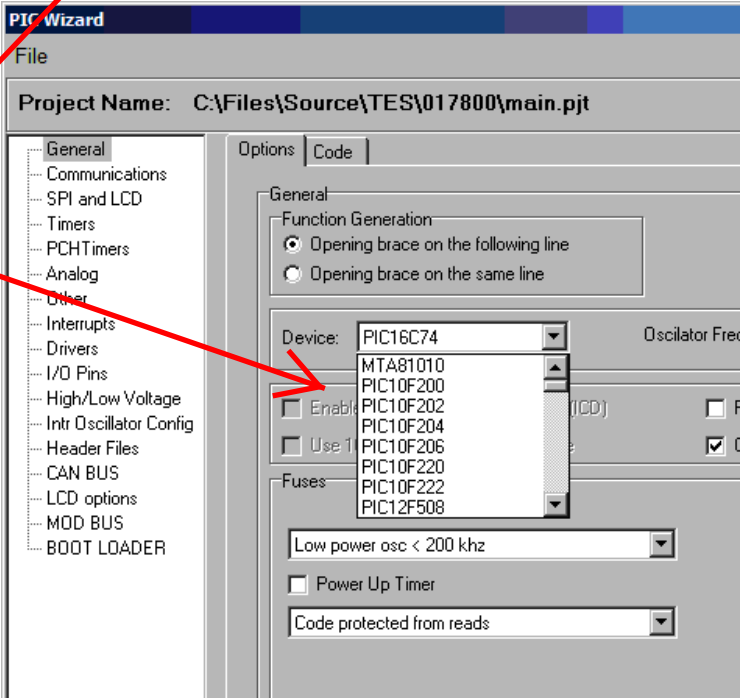 PIC Wizard
File
Project Name: C:\Files\Source\TES\017800\main.pjt
General
Communications
SPI and LCD
Timers
PCHTimers
Analog
Other
Interrupts
Drivers
I/O Pins
High/Low Voltage
Intr Oscillator Config
Header Files
CAN BUS
LCD options
MOD BUS
BOOT LOADER
Options Code
General
Function Generation
Opening brace on the following line
Opening brace on the same line
Device: PIC16C74 Oscilator
MTA81010
PIC10F200
PIC10F202
PIC10F204
PIC10F206
PIC10F220
PIC10F222
PIC12F508
ICD)
Use
Fuses
Low power osc < 200 khz
Power Up Timer
Code protected from reads